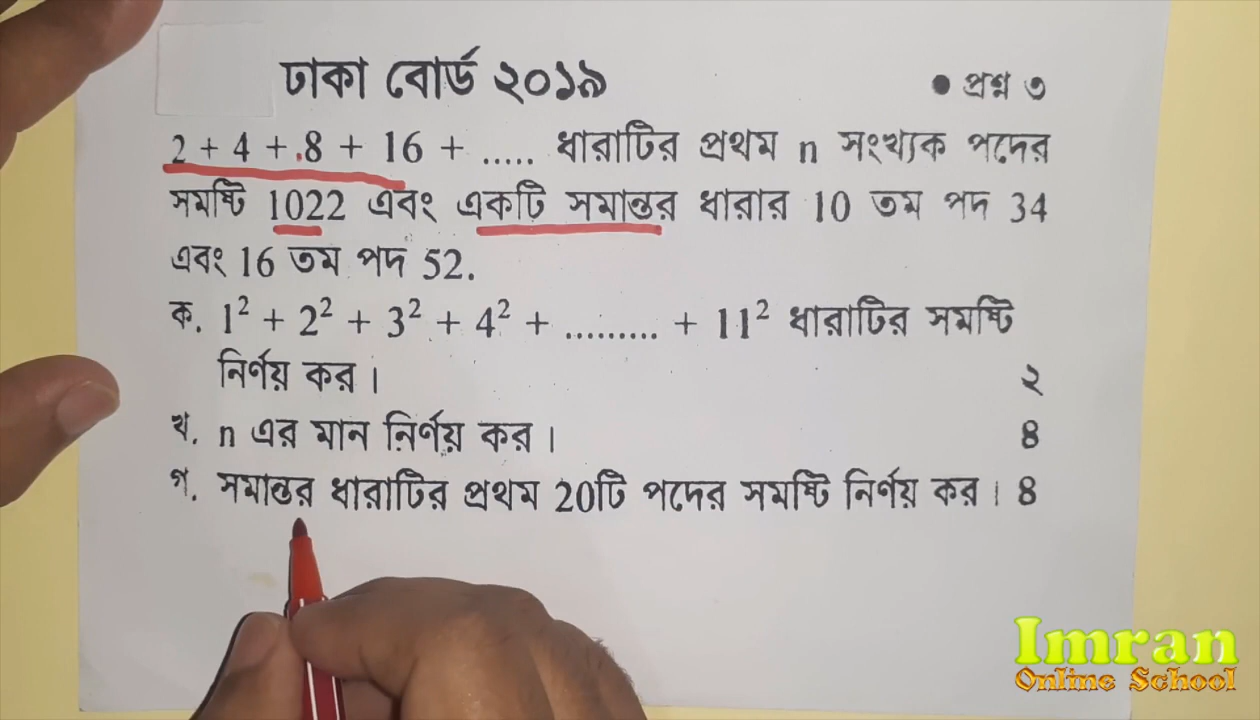 ঢাকা বোর্ড ২০১৯
● প্রশ্ন ৩
2 + 4 + 8 + 16 + ..... ধারাটির প্রথম n সংখ্যক পদের
সমষ্টি 1022 এবং একটি সমান্তর ধারার 10 তম পদ 34
এবং 16 তম পদ 52.
ক. 1² + 2² + 3² + 4² + ......... + 11² ধারাটির সমষ্টি
নির্ণয় কর। ২
খ. n এর মান নির্ণয় কর। ৪
গ. সমান্তর ধারাটির প্রথম 20টি পদের সমষ্টি নির্ণয় কর। ৪
Imran
Online School